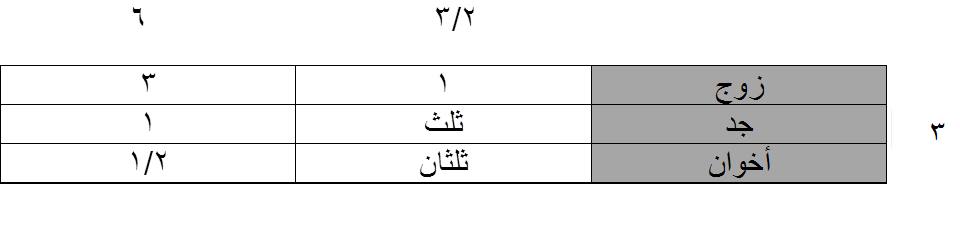 ٣/٢ ٦
زوج ١ ٣
جد ثلث ١
٣
أخوان ثلثان ١/٢